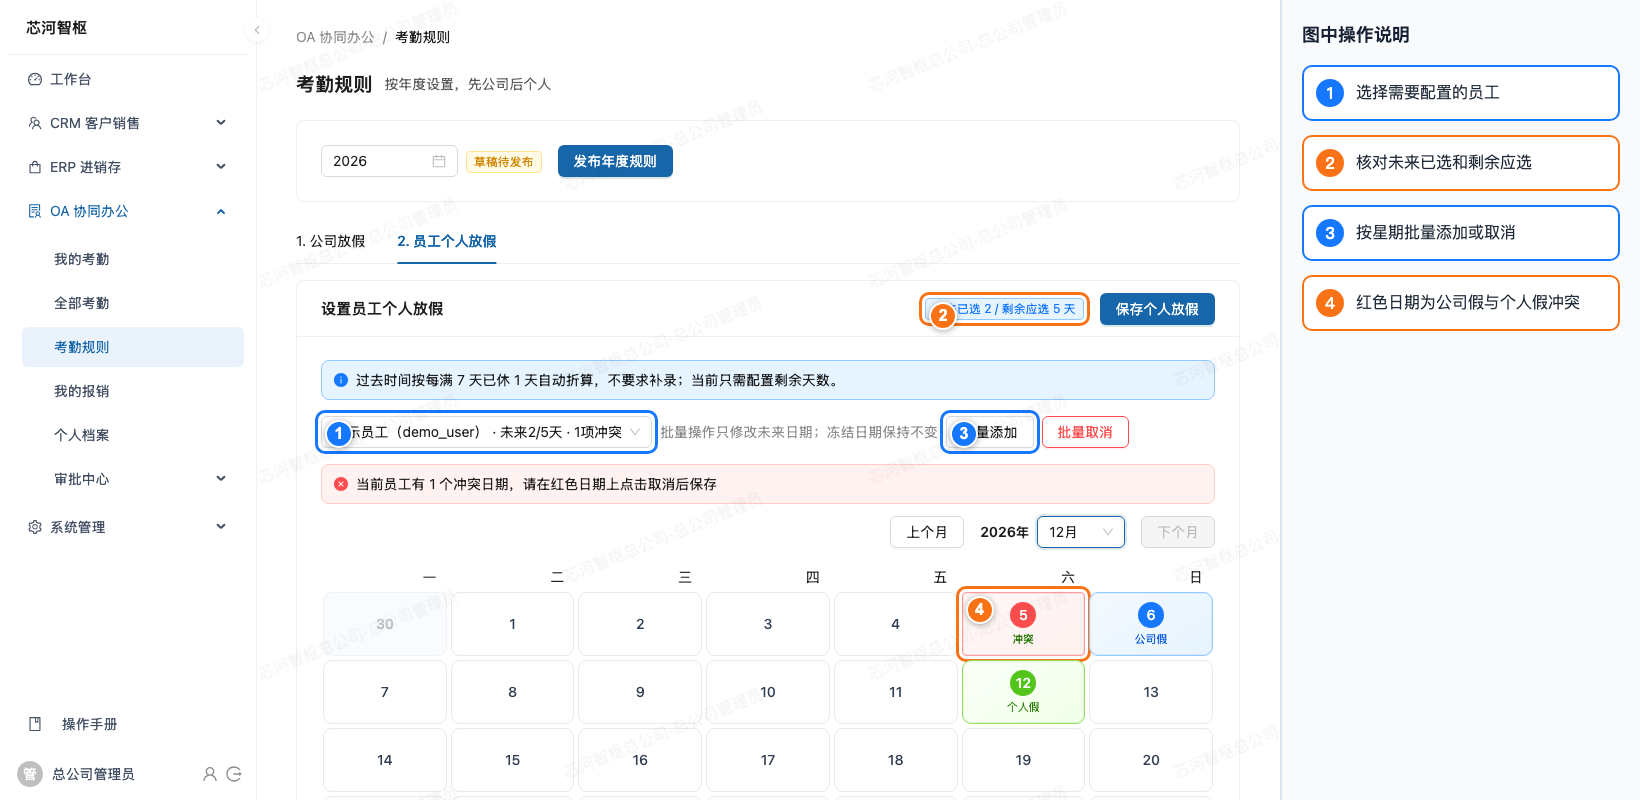 芯河智枢
工作台
CRM 客户销售
ERP 进销存
OA 协同办公
我的考勤
全部考勤
考勤规则
我的报销
个人档案
审批中心
系统管理
操作手册
管 总公司管理员
OA 协同办公 / 考勤规则
考勤规则 按年度设置，先公司后个人
2026 草稿待发布 发布年度规则
1. 公司放假 2. 员工个人放假
设置员工个人放假
2 已选 2 / 剩余应选 5 天 保存个人放假
过去时间按每满 7 天已休 1 天自动折算，不要求补录；当前只需配置剩余天数。
1 示员工（demo_user） · 未来2/5天 · 1项冲突 批量操作只修改未来日期；冻结日期保持不变 3 量添加 批量取消
当前员工有 1 个冲突日期，请在红色日期上点击取消后保存
上个月 2026年 12月 下个月
一 二 三 四 五 六 日
30 1 2 3 4 4 5 冲突 6 公司假
7 8 9 10 11 12 个人假 13
14 15 16 17 18 19 20
图中操作说明
1 选择需要配置的员工
2 核对未来已选和剩余应选
3 按星期批量添加或取消
4 红色日期为公司假与个人假冲突
芯河智枢总公司-总公司管理员